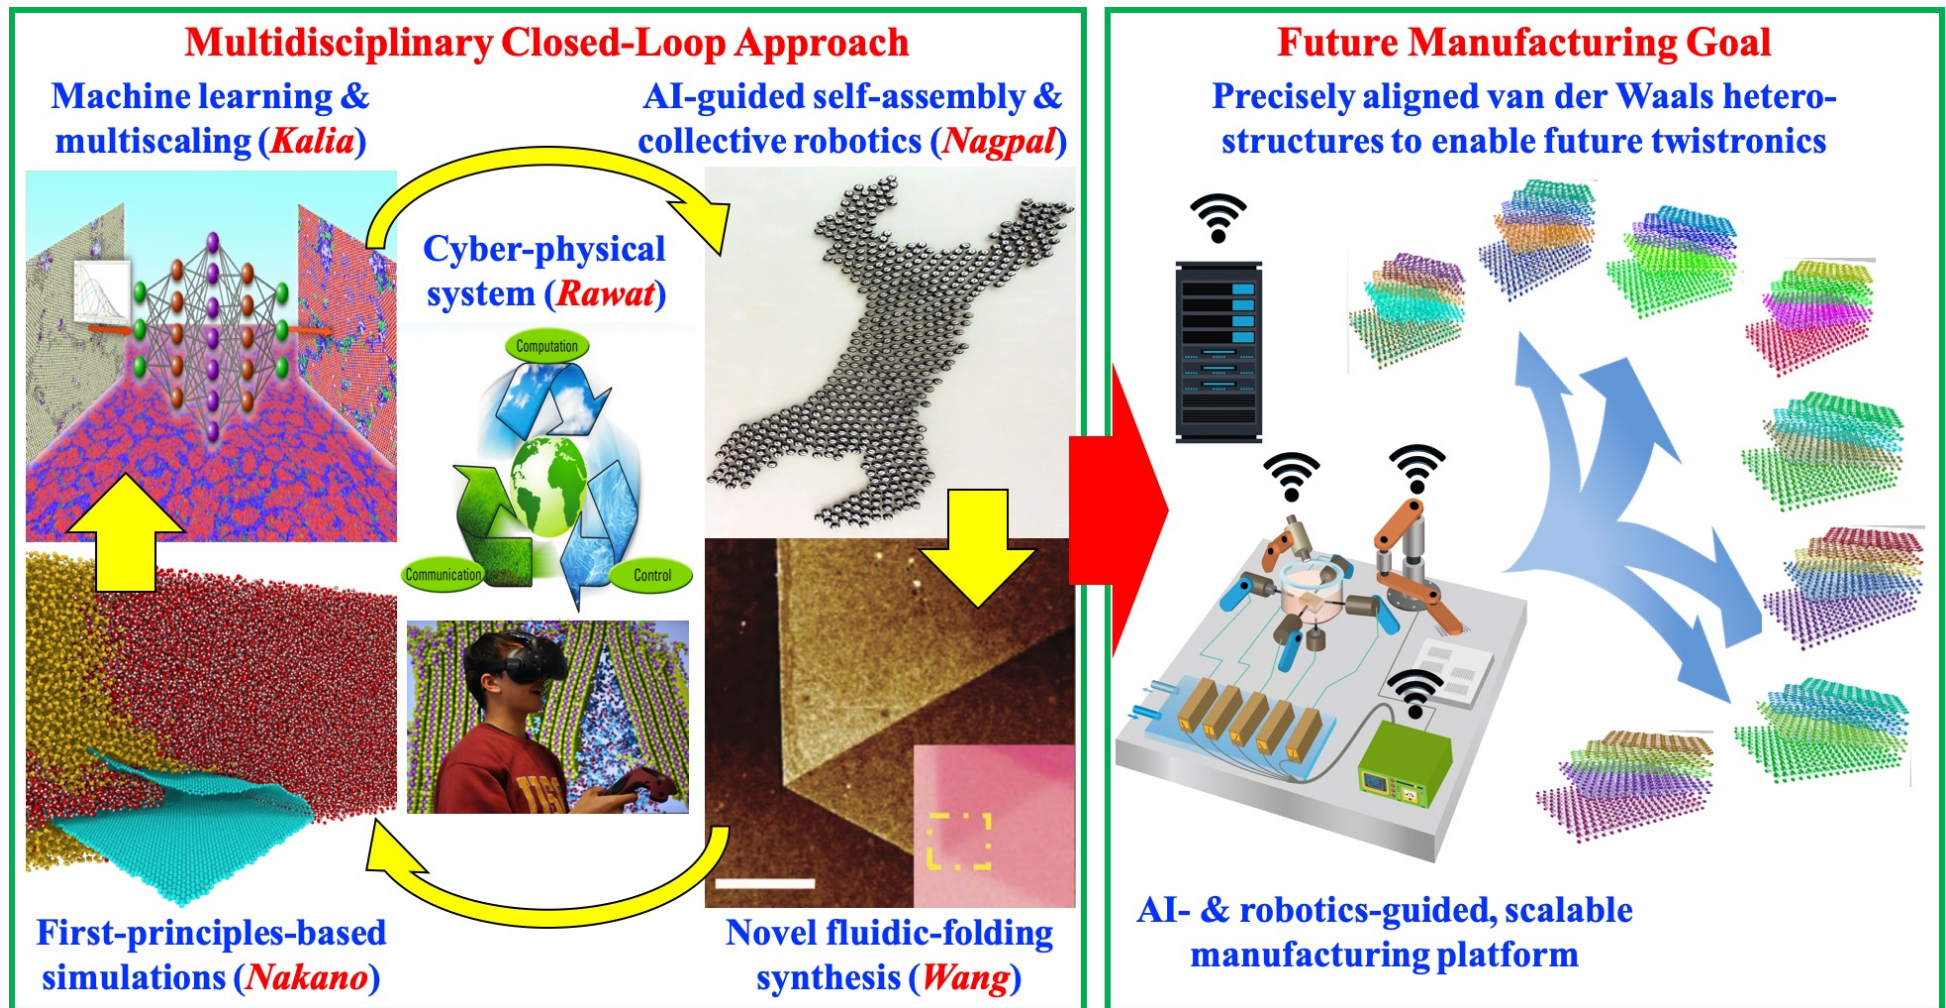 Multidisciplinary Closed-Loop Approach
Machine learning &
multiscaling (Kalia)
AI-guided self-assembly &
collective robotics (Nagpal)
Cyber-physical
system (Rawat)
Computation
Communication
Control
First-principles-based
simulations (Nakano)
Novel fluidic-folding
synthesis (Wang)
Future Manufacturing Goal
Precisely aligned van der Waals hetero-
structures to enable future twistronics
AI- & robotics-guided, scalable
manufacturing platform